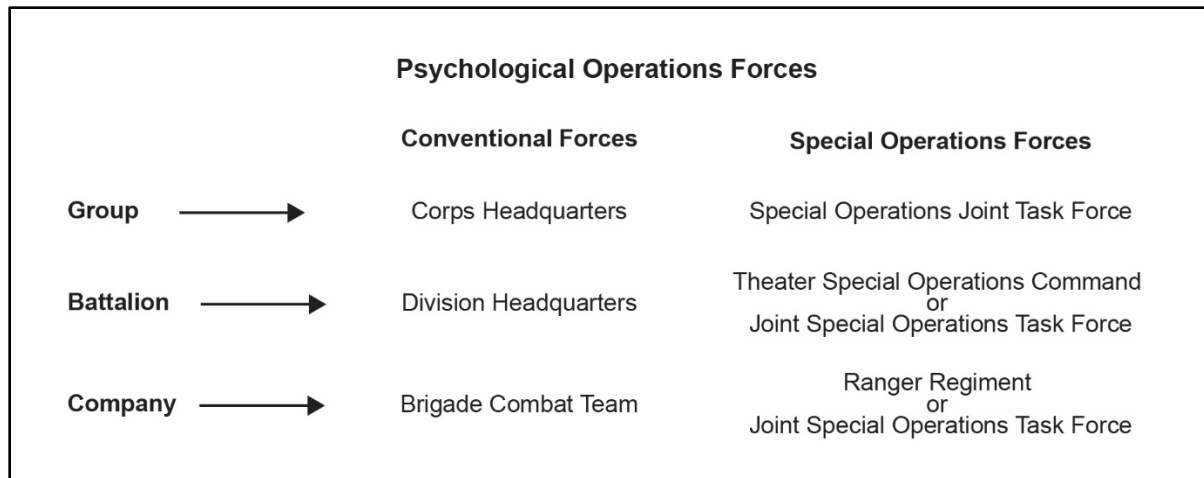 Psychological Operations Forces
Conventional Forces
Special Operations Forces
Group
Corps Headquarters
Special Operations Joint Task Force
Battalion
Division Headquarters
Theater Special Operations Command
or
Joint Special Operations Task Force
Company
Brigade Combat Team
Ranger Regiment
or
Joint Special Operations Task Force